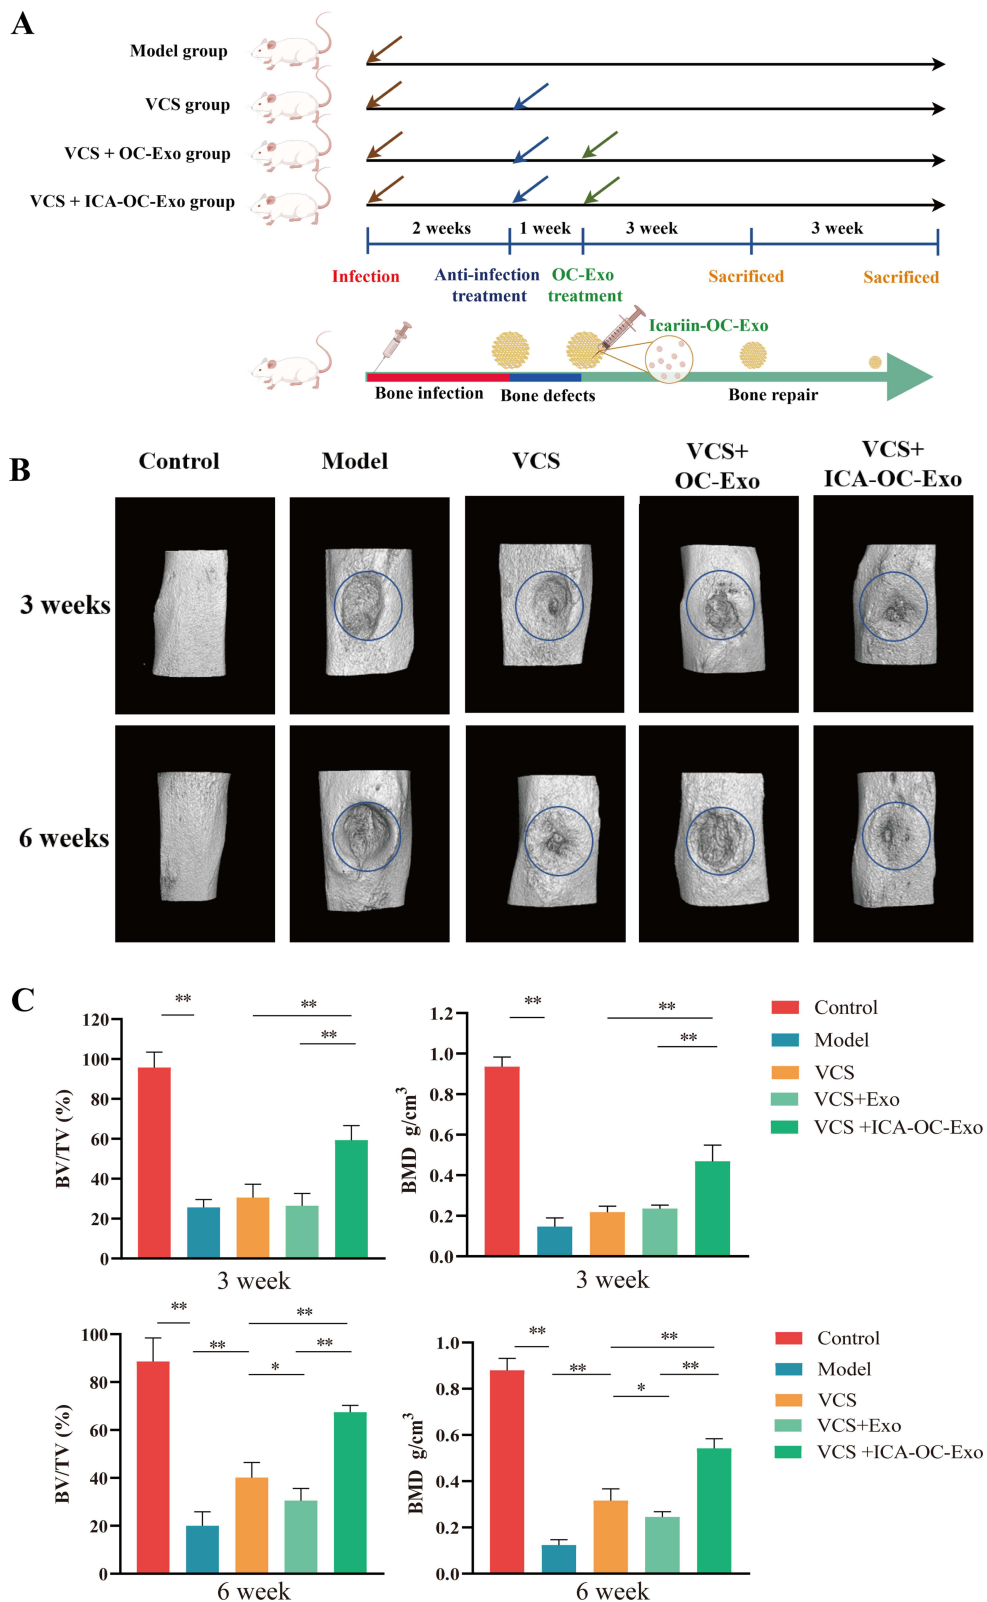 A
Model group
VCS group
VCS + OC-Exo group
VCS + ICA-OC-Exo group
2 weeks 1 week 3 week 3 week
Infection Anti-infection treatment OC-Exo treatment Sacrificed Sacrificed
Icariin-OC-Exo
Bone infection Bone defects Bone repair
B
Control Model VCS VCS+ OC-Exo VCS+ ICA-OC-Exo
3 weeks
6 weeks
C
BV/TV (%)
120
100
80
60
40
20
0
** ** **
3 week
BMD g/cm³
1.2
1.0
0.8
0.6
0.4
0.2
0.0
** ** **
3 week
Control
Model
VCS
VCS+Exo
VCS +ICA-OC-Exo
BV/TV (%)
100
80
60
40
20
0
** ** ** ** *
6 week
BMD g/cm³
1.0
0.8
0.6
0.4
0.2
0.0
** ** ** ** *
6 week
Control
Model
VCS
VCS+Exo
VCS +ICA-OC-Exo